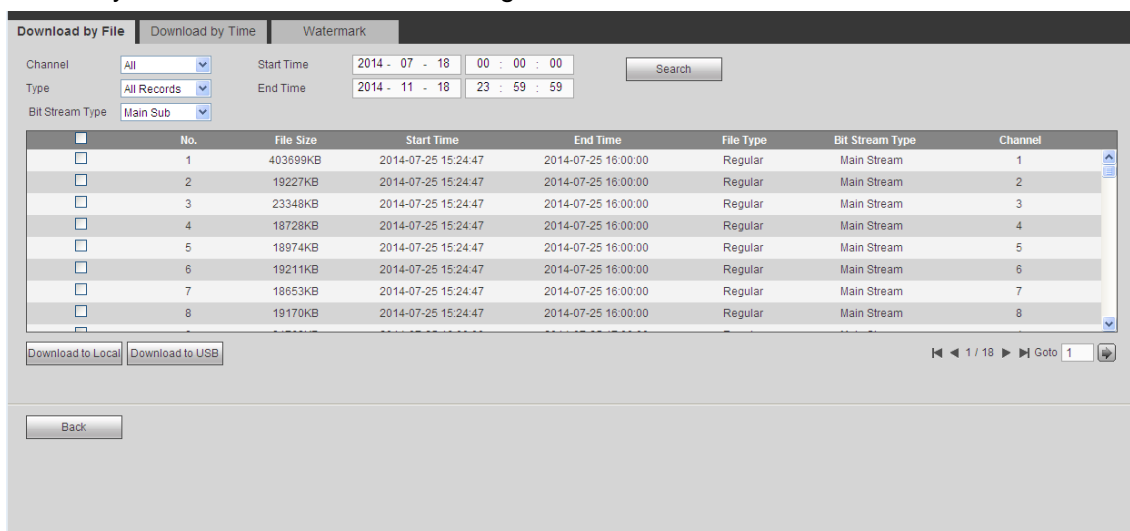 Download by File Download by Time Watermark
Channel All Start Time 2014 - 07 - 18 00 : 00 : 00 Search
Type All Records End Time 2014 - 11 - 18 23 : 59 : 59
Bit Stream Type Main Sub
No. File Size Start Time End Time File Type Bit Stream Type Channel
1 403699KB 2014-07-25 15:24:47 2014-07-25 16:00:00 Regular Main Stream 1
2 19227KB 2014-07-25 15:24:47 2014-07-25 16:00:00 Regular Main Stream 2
3 23348KB 2014-07-25 15:24:47 2014-07-25 16:00:00 Regular Main Stream 3
4 18728KB 2014-07-25 15:24:47 2014-07-25 16:00:00 Regular Main Stream 4
5 18974KB 2014-07-25 15:24:47 2014-07-25 16:00:00 Regular Main Stream 5
6 19211KB 2014-07-25 15:24:47 2014-07-25 16:00:00 Regular Main Stream 6
7 18653KB 2014-07-25 15:24:47 2014-07-25 16:00:00 Regular Main Stream 7
8 19170KB 2014-07-25 15:24:47 2014-07-25 16:00:00 Regular Main Stream 8
Download to Local Download to USB 1 / 18 Goto 1
Back